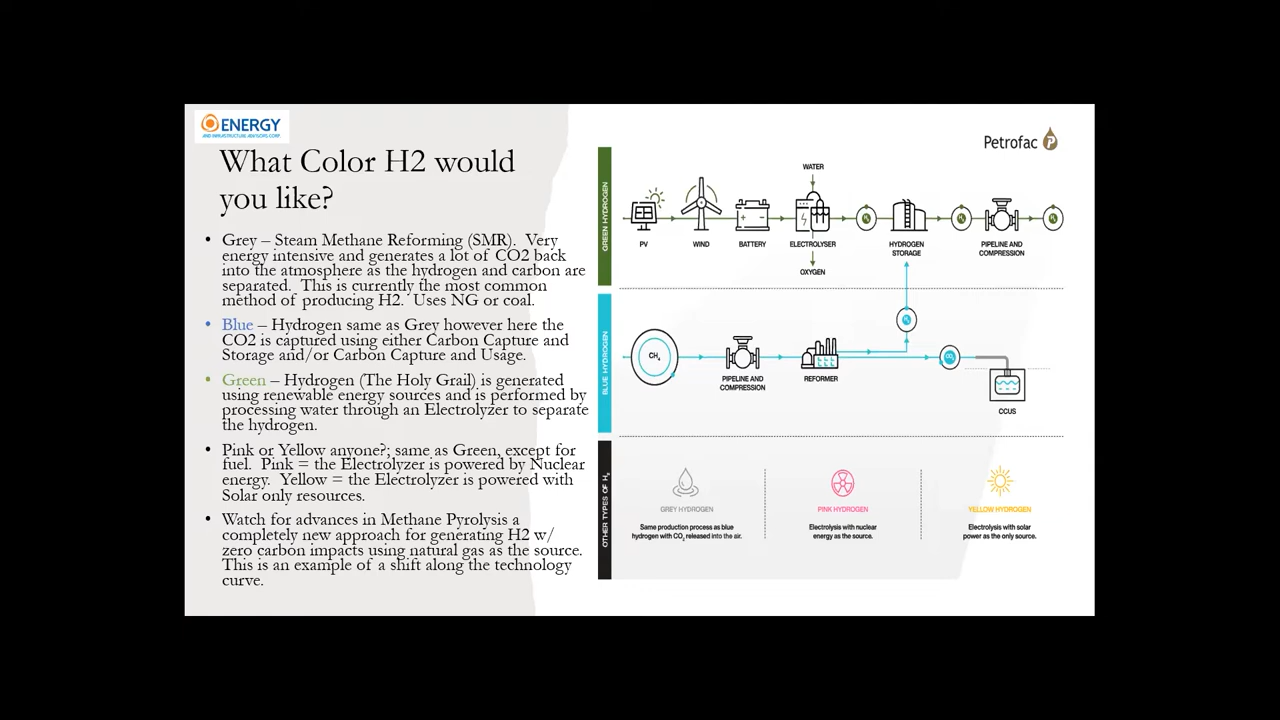 ENERGY
AND INFRASTRUCTURE ADVISORS CORP.
What Color H2 would
you like?
• Grey – Steam Methane Reforming (SMR). Very
energy intensive and generates a lot of CO2 back
into the atmosphere as the hydrogen and carbon are
separated. This is currently the most common
method of producing H2. Uses NG or coal.
• Blue – Hydrogen same as Grey however here the
CO2 is captured using either Carbon Capture and
Storage and/or Carbon Capture and Usage.
• Green – Hydrogen (The Holy Grail) is generated
using renewable energy sources and is performed by
processing water through an Electrolyzer to separate
the hydrogen.
• Pink or Yellow anyone?; same as Green, except for
fuel. Pink = the Electrolyzer is powered by Nuclear
energy. Yellow = the Electrolyzer is powered with
Solar only resources.
• Watch for advances in Methane Pyrolysis a
completely new approach for generating H2 w/
zero carbon impacts using natural gas as the source.
This is an example of a shift along the technology
curve.
Petrofac
GREEN HYDROGEN
WATER
PV
WIND
BATTERY
ELECTROLYSER
H₂
HYDROGEN
STORAGE
H₂
PIPELINE AND
COMPRESSION
H₂
OXYGEN
BLUE HYDROGEN
H₂
CH₄
PIPELINE AND
COMPRESSION
REFORMER
CO₂
CCUS
OTHER TYPES OF H₂
GREY HYDROGEN
Same production process as blue
hydrogen with CO₂ released into the air.
PINK HYDROGEN
Electrolysis with nuclear
energy as the source.
YELLOW HYDROGEN
Electrolysis with solar
power as the only source.